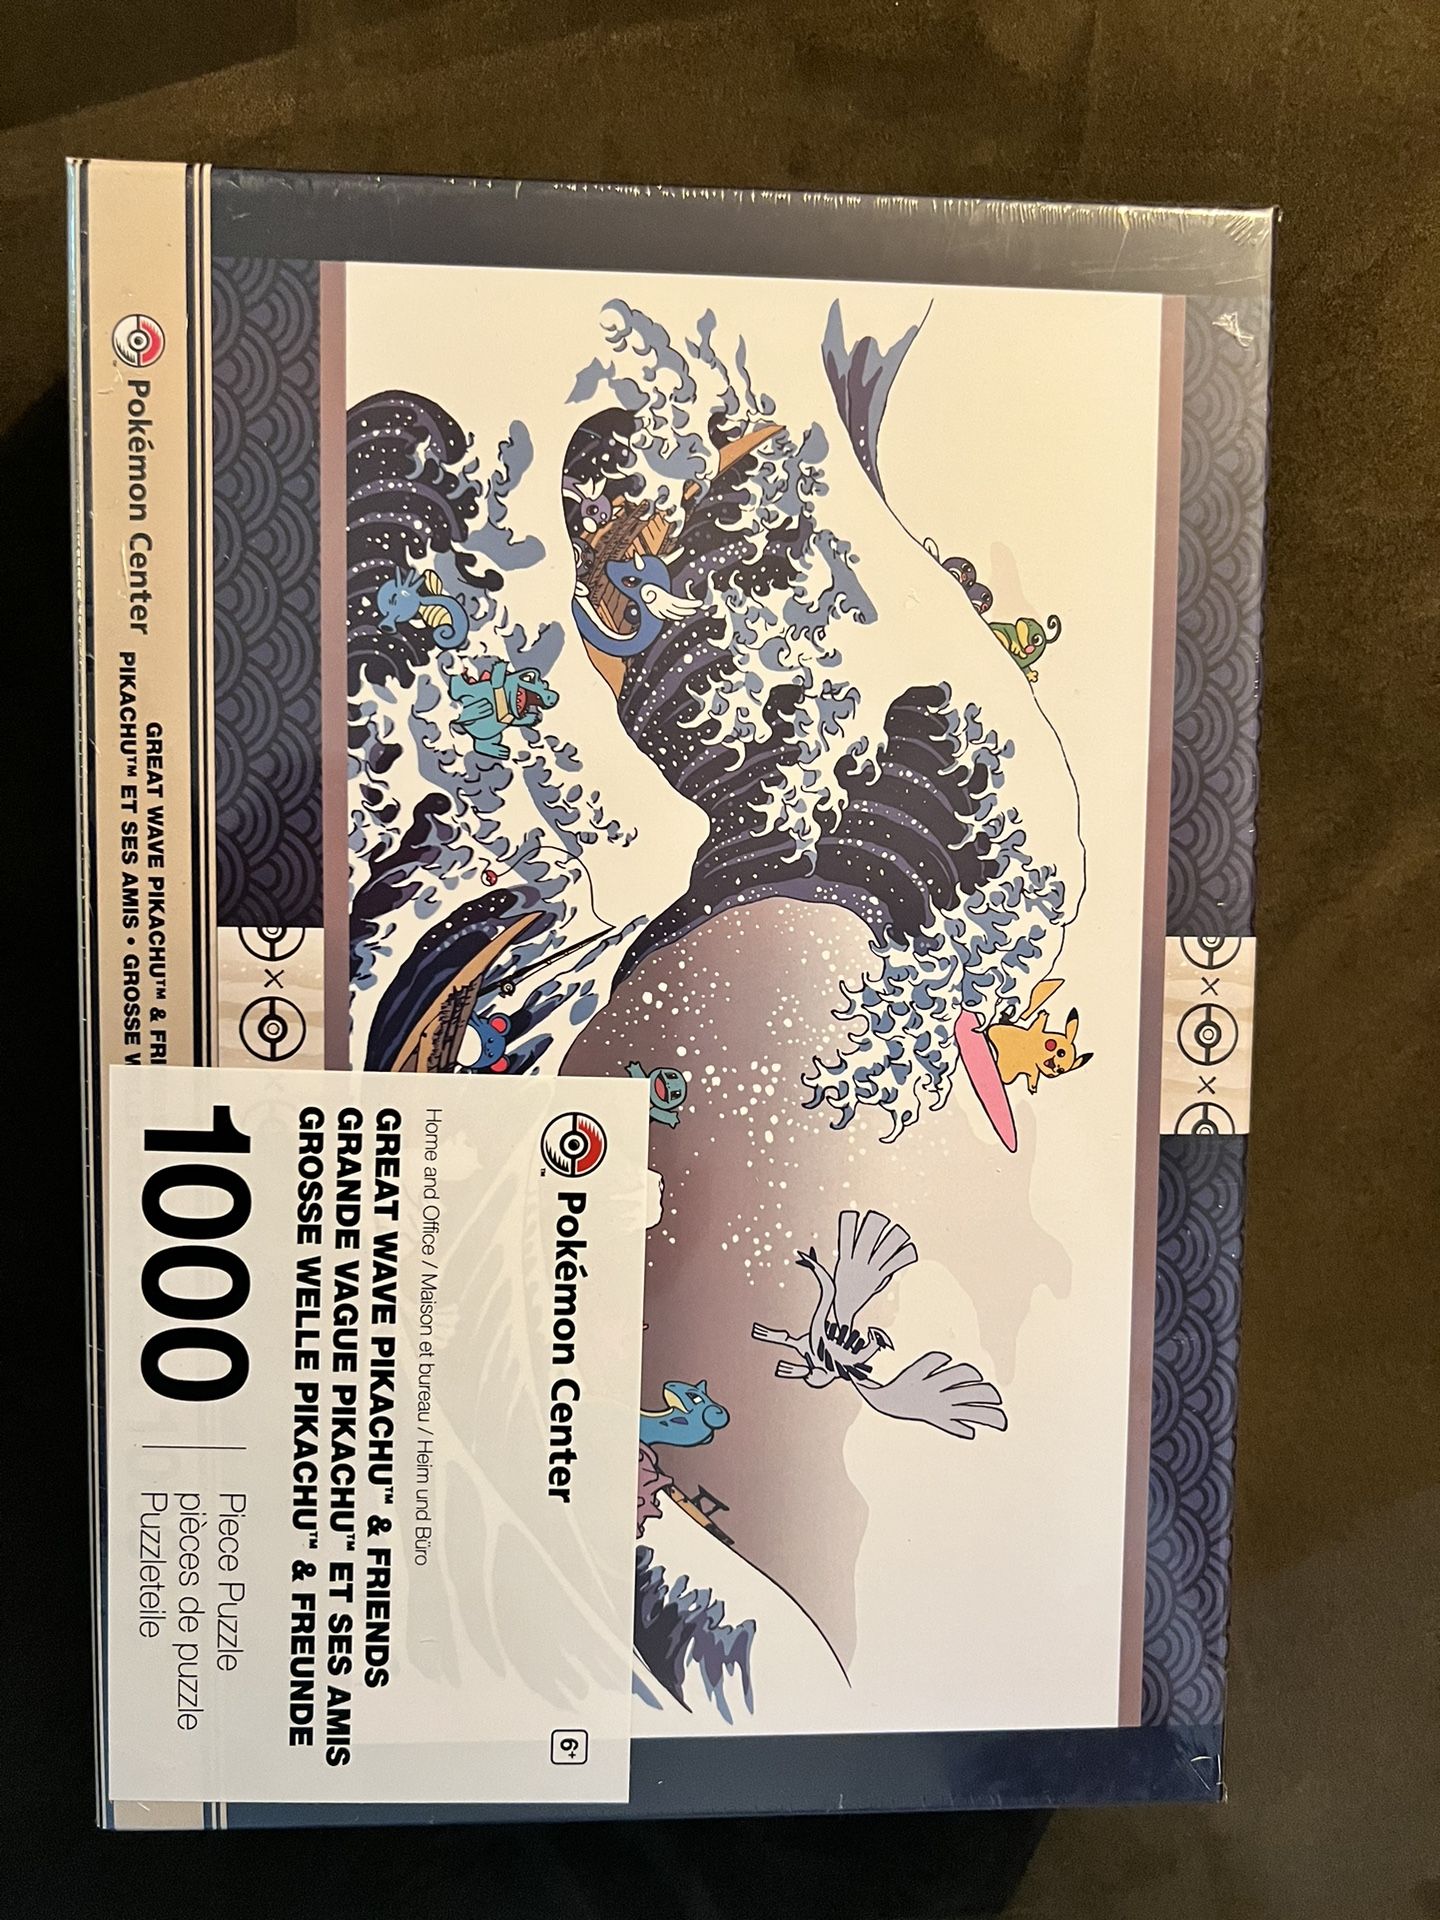 Pokémon Center
Home and Office / Maison et bureau / Heim und Büro
GREAT WAVE PIKACHU™ & FRIENDS
GRANDE VAGUE PIKACHU™ ET SES AMIS
GROSSE WELLE PIKACHU™ & FREUNDE
1000
Piece Puzzle
pièces de puzzle
Puzzleteile
6+
Pokémon Center
GREAT WAVE PIKACHU™ & FRI
PIKACHU™ ET SES AMIS • GROSSE W